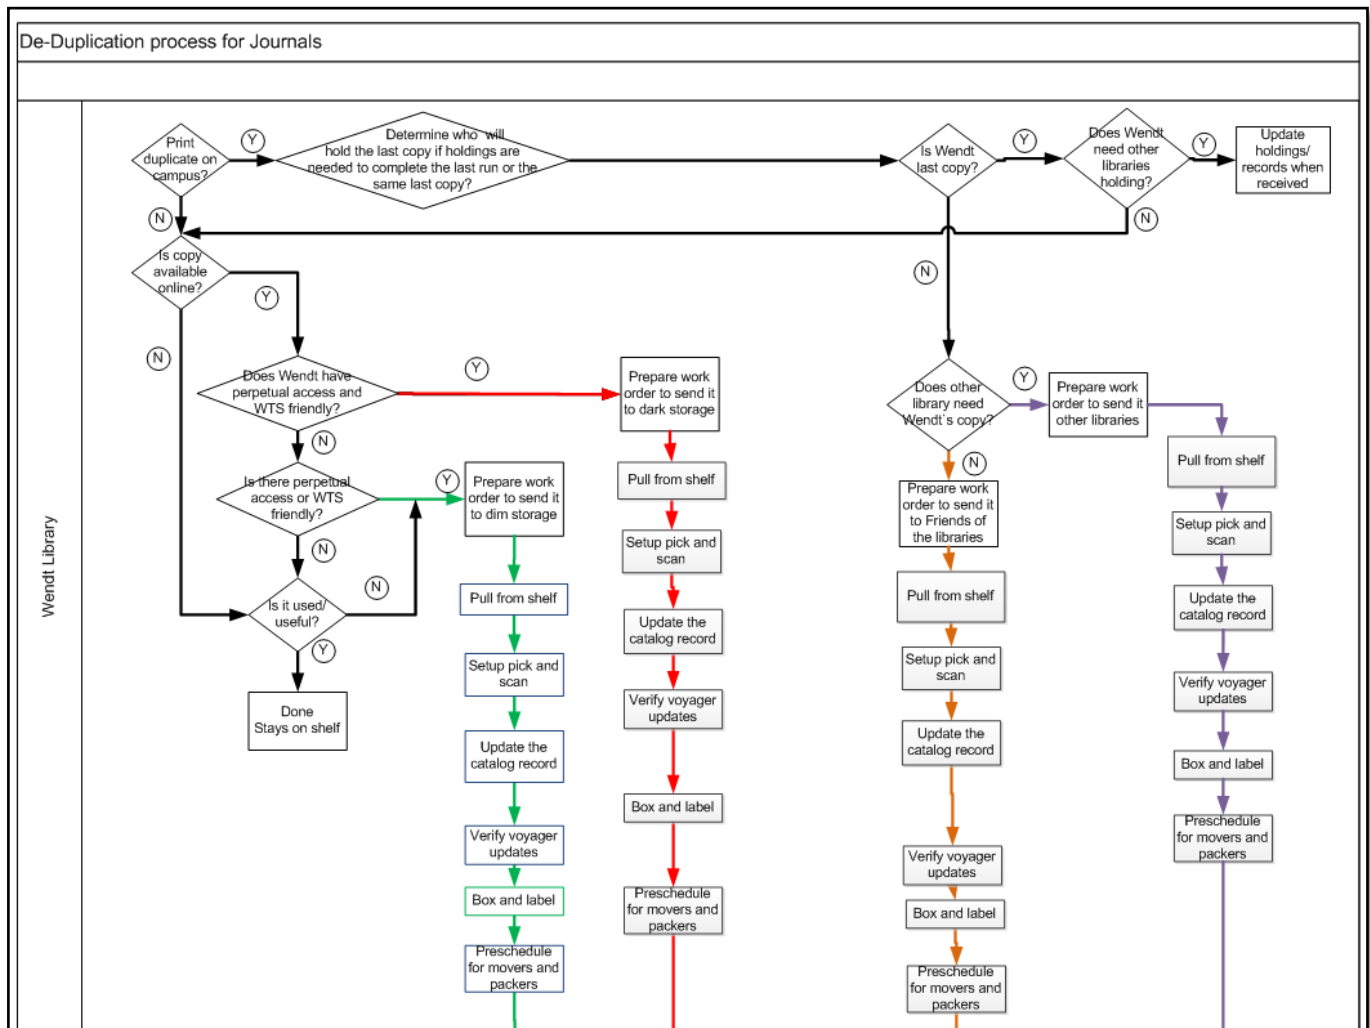 De-Duplication process for Journals
Wendt Library
Print
duplicate on
campus?
Y
Determine who will
hold the last copy if holdings are
needed to complete the last run or the
same last copy?
Is Wendt
last copy?
Y
Does Wendt
need other
libraries
holding?
Y
Update
holdings/
records when
received
N
N
Is copy
available
online?
Y
N
N
Does Wendt have
perpetual access and
WTS friendly?
Y
Prepare work
order to send it
to dark storage
Does other
library need
Wendt`s copy?
Y
Prepare work
order to send it
other libraries
N
Is there perpetual
access or WTS
friendly?
Y
Prepare work
order to send it
to dim storage
N
Is it used/
useful?
N
Y
Done
Stays on shelf
Pull from shelf
Setup pick and
scan
Update the
catalog record
Verify voyager
updates
Box and label
Preschedule
for movers and
packers
Pull from shelf
Setup pick and
scan
Update the
catalog record
Verify voyager
updates
Box and label
Preschedule
for movers and
packers
N
Prepare work
order to send it
to Friends of
the libraries
Pull from shelf
Setup pick and
scan
Update the
catalog record
Verify voyager
updates
Box and label
Preschedule
for movers and
packers
Pull from shelf
Setup pick and
scan
Update the
catalog record
Verify voyager
updates
Box and label
Preschedule
for movers and
packers